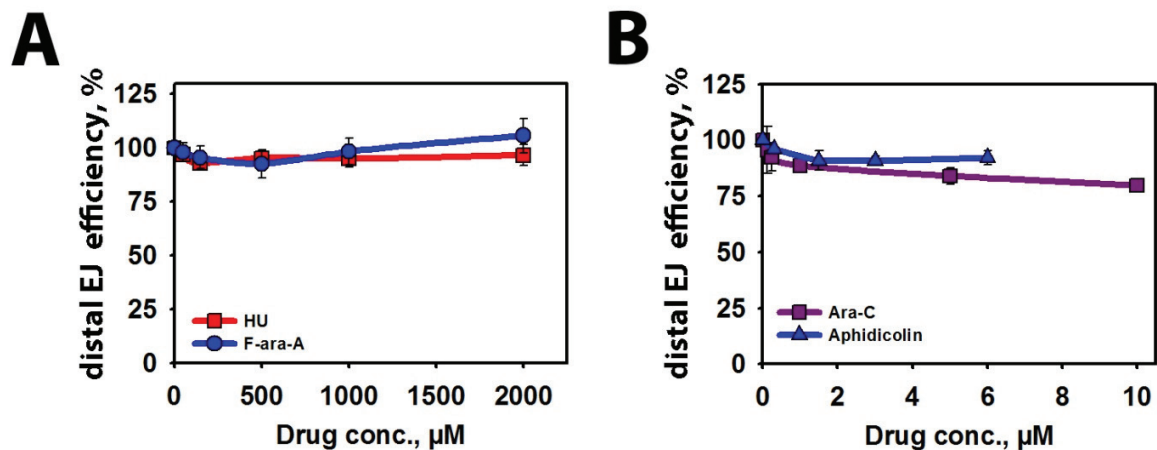 A
distal EJ efficiency, %
125
100
75
50
25
0
HU
F-ara-A
0 500 1000 1500 2000
Drug conc., µM
B
distal EJ efficiency, %
125
100
75
50
25
0
Ara-C
Aphidicolin
0 2 4 6 8 10
Drug conc., µM